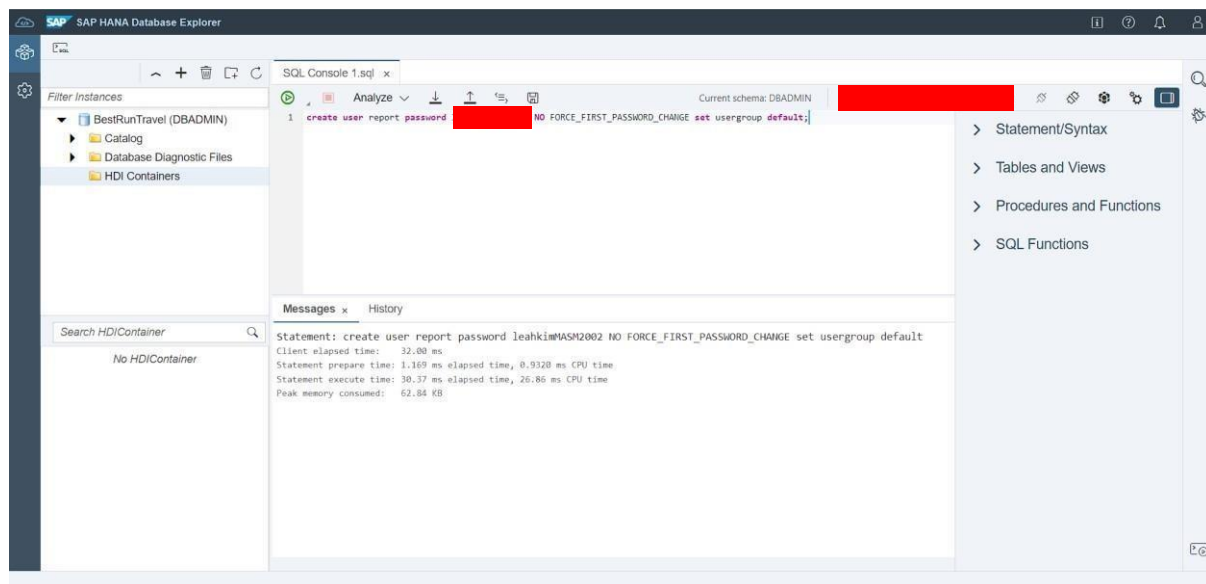 SAP SAP HANA Database Explorer
SQL
Filter Instances
BestRunTravel (DBADMIN)
Catalog
Database Diagnostic Files
HDI Containers
Search HDIContainer
No HDIContainer
SQL Console 1.sql x
Analyze
Current schema: DBADMIN
1 create user report password NO FORCE_FIRST_PASSWORD_CHANGE set usergroup default;
Messages x History
Statement: create user report password leahkimMASM2002 NO FORCE_FIRST_PASSWORD_CHANGE set usergroup default
Client elapsed time: 32.00 ms
Statement prepare time: 1.169 ms elapsed time, 0.9320 ms CPU time
Statement execute time: 30.37 ms elapsed time, 26.86 ms CPU time
Peak memory consumed: 62.84 KB
Statement/Syntax
Tables and Views
Procedures and Functions
SQL Functions